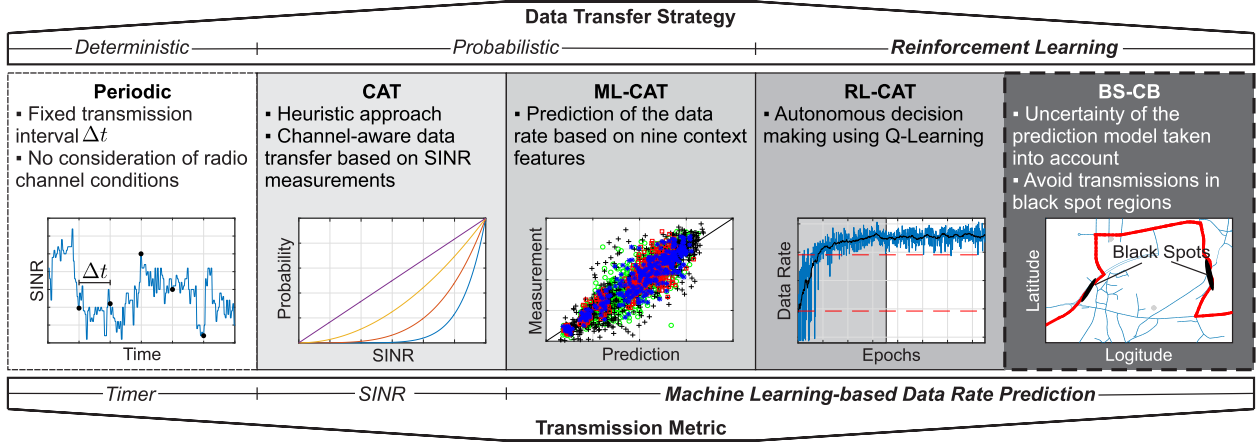 Data Transfer Strategy
Deterministic
Probabilistic
Reinforcement Learning
Periodic
▪ Fixed transmission
interval Δt
▪ No consideration of radio
channel conditions
SINR
Δt
Time
CAT
▪ Heuristic approach
▪ Channel-aware data
transfer based on SINR
measurements
Probability
SINR
ML-CAT
▪ Prediction of the data
rate based on nine context
features
Measurement
Prediction
RL-CAT
▪ Autonomous decision
making using Q-Learning
Data Rate
Epochs
BS-CB
▪ Uncertainty of the
prediction model taken
into account
▪ Avoid transmissions in
black spot regions
Latitude
Black Spots
Logitude
Timer
SINR
Machine Learning-based Data Rate Prediction
Transmission Metric